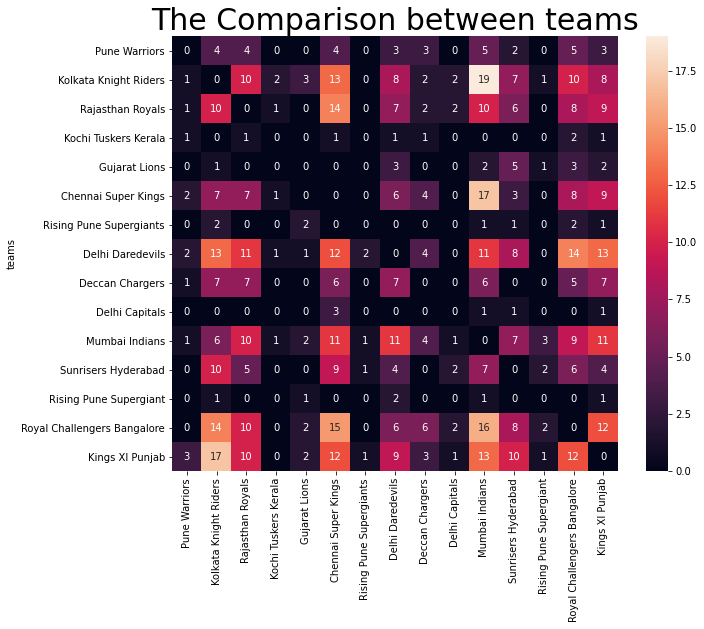 The Comparison between teams
teams
Pune Warriors 0 4 4 0 0 4 0 3 3 0 5 2 0 5 3
Kolkata Knight Riders 1 0 10 2 3 13 0 8 2 2 19 7 1 10 8
Rajasthan Royals 1 10 0 1 0 14 0 7 2 2 10 6 0 8 9
Kochi Tuskers Kerala 1 0 1 0 0 1 0 1 1 0 0 0 0 2 1
Gujarat Lions 0 1 0 0 0 0 0 3 0 0 2 5 1 3 2
Chennai Super Kings 2 7 7 1 0 0 0 6 4 0 17 3 0 8 9
Rising Pune Supergiants 0 2 0 0 2 0 0 0 0 0 1 1 0 2 1
Delhi Daredevils 2 13 11 1 1 12 2 0 4 0 11 8 0 14 13
Deccan Chargers 1 7 7 0 0 6 0 7 0 0 6 0 0 5 7
Delhi Capitals 0 0 0 0 0 3 0 0 0 0 1 1 0 0 1
Mumbai Indians 1 6 10 1 2 11 1 11 4 1 0 7 3 9 11
Sunrisers Hyderabad 0 10 5 0 0 9 1 4 0 2 7 0 2 6 4
Rising Pune Supergiant 0 1 0 0 1 0 0 2 0 0 1 0 0 0 1
Royal Challengers Bangalore 0 14 10 0 2 15 0 6 6 2 16 8 2 0 12
Kings XI Punjab 3 17 10 0 2 12 1 9 3 1 13 10 1 12 0
Pune Warriors
Kolkata Knight Riders
Rajasthan Royals
Kochi Tuskers Kerala
Gujarat Lions
Chennai Super Kings
Rising Pune Supergiants
Delhi Daredevils
Deccan Chargers
Delhi Capitals
Mumbai Indians
Sunrisers Hyderabad
Rising Pune Supergiant
Royal Challengers Bangalore
Kings XI Punjab
17.5
15.0
12.5
10.0
7.5
5.0
2.5
0.0